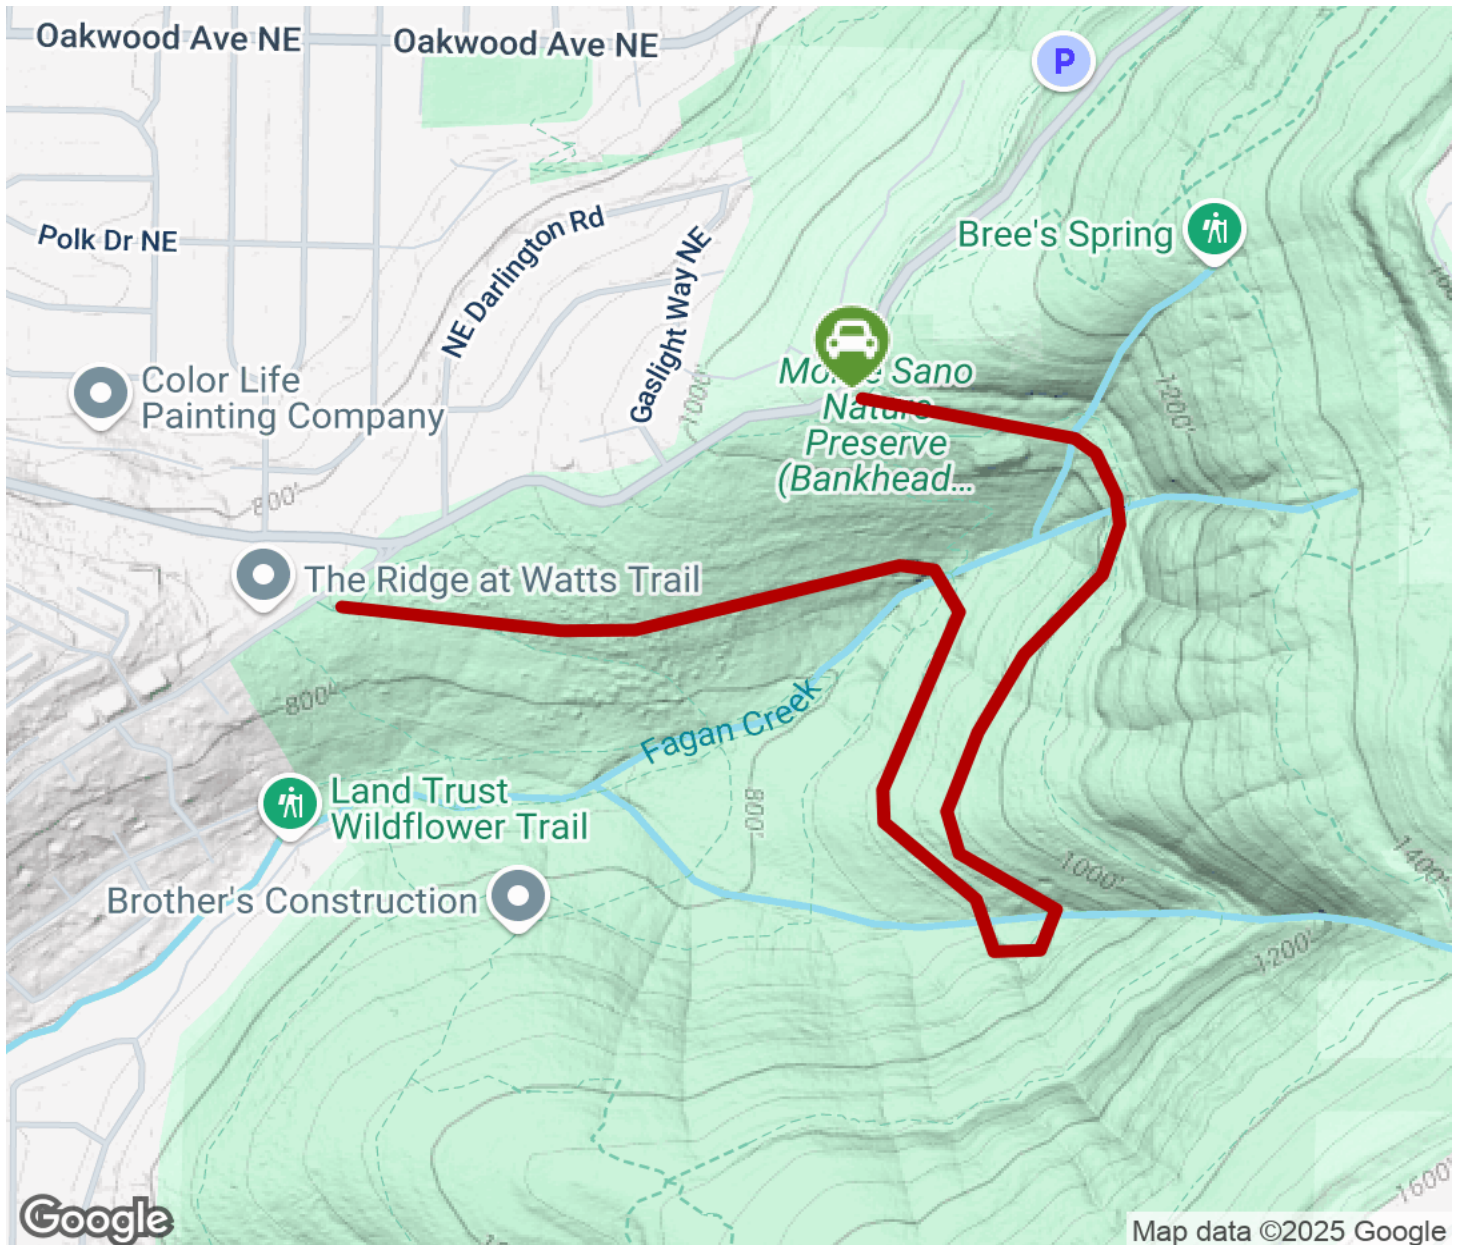 Oakwood Ave NE
Oakwood Ave NE
P
Polk Dr NE
NE Darlington Rd
Gaslight Way NE
Bree's Spring
Color Life
Painting Company
1000'
Sano
Nature
Preserve
(Bankhead...
1200'
800'
The Ridge at Watts Trail
800'
Fagan Creek
Land Trust
Wildflower Trail
800'
Brother's Construction
1000'
1400'
1200'
1600'
Google
Map data ©2025 Google